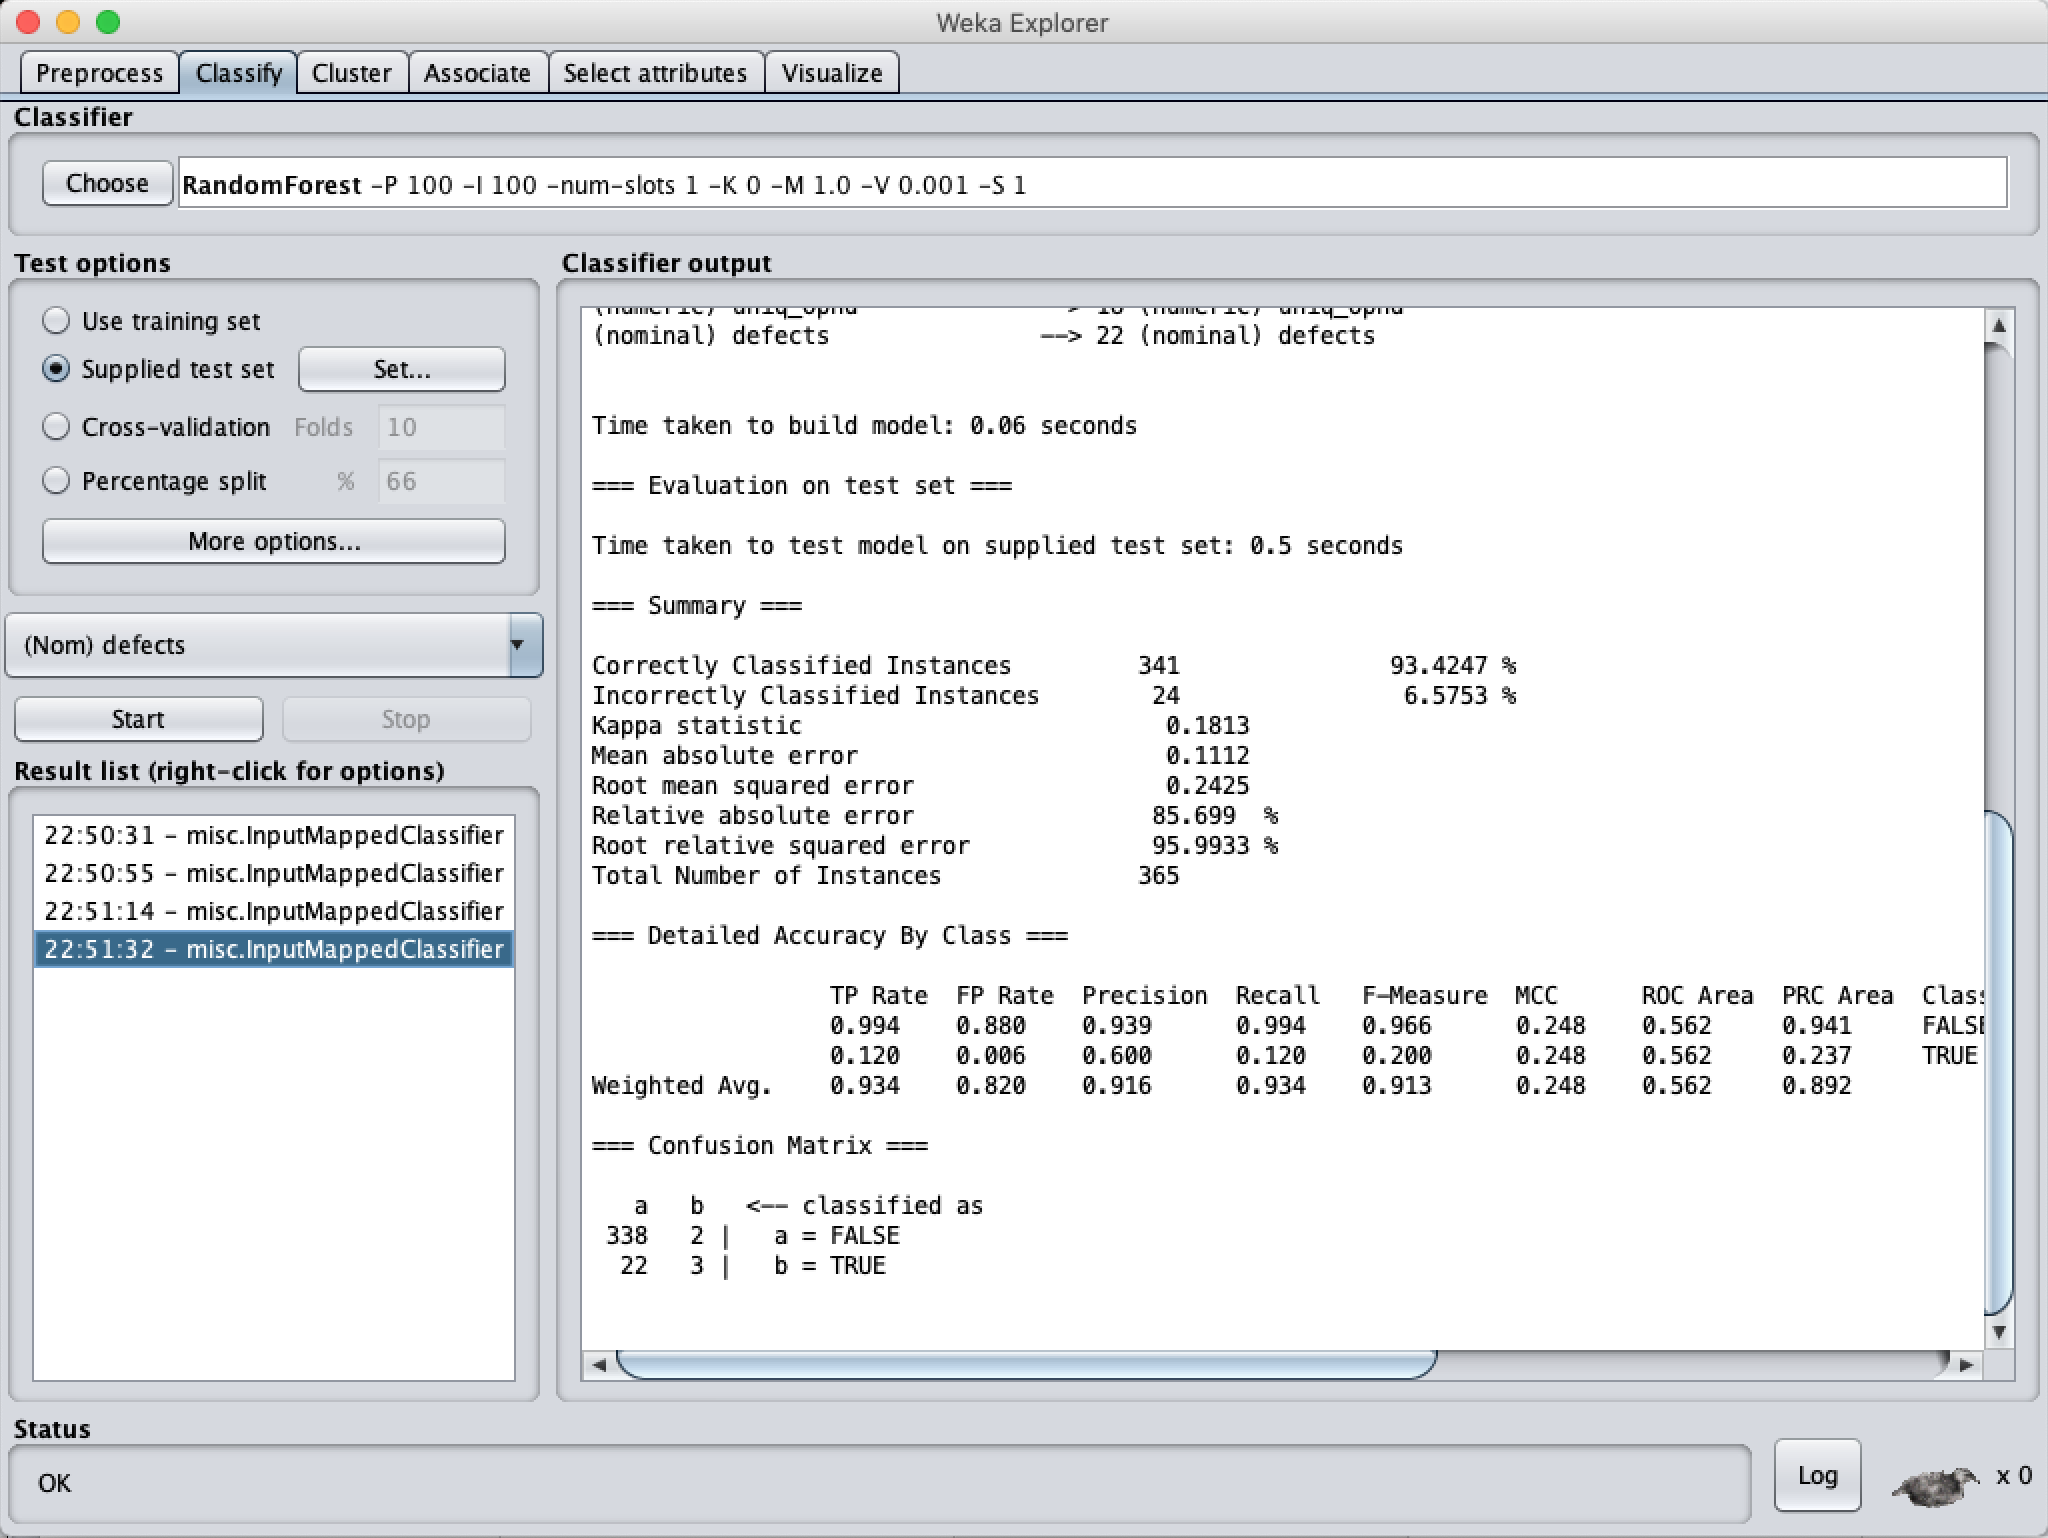 Weka Explorer
Preprocess Classify Cluster Associate Select attributes Visualize
Classifier
Choose RandomForest -P 100 -I 100 -num-slots 1 -K 0 -M 1.0 -V 0.001 -S 1
Test options
Use training set
Supplied test set Set...
Cross-validation Folds 10
Percentage split % 66
More options...
(Nom) defects
Start Stop
Result list (right-click for options)
22:50:31 - misc.InputMappedClassifier
22:50:55 - misc.InputMappedClassifier
22:51:14 - misc.InputMappedClassifier
22:51:32 - misc.InputMappedClassifier
Classifier output
(numeric) uniq_Opnd --> 18 (numeric) uniq_Opnd
(nominal) defects --> 22 (nominal) defects
Time taken to build model: 0.06 seconds
=== Evaluation on test set ===
Time taken to test model on supplied test set: 0.5 seconds
=== Summary ===
Correctly Classified Instances 341 93.4247 %
Incorrectly Classified Instances 24 6.5753 %
Kappa statistic 0.1813
Mean absolute error 0.1112
Root mean squared error 0.2425
Relative absolute error 85.699 %
Root relative squared error 95.9933 %
Total Number of Instances 365
=== Detailed Accuracy By Class ===
TP Rate FP Rate Precision Recall F-Measure MCC ROC Area PRC Area Clas
0.994 0.880 0.939 0.994 0.966 0.248 0.562 0.941 FALSE
0.120 0.006 0.600 0.120 0.200 0.248 0.562 0.237 TRUE
Weighted Avg. 0.934 0.820 0.916 0.934 0.913 0.248 0.562 0.892
=== Confusion Matrix ===
a b <-- classified as
338 2 | a = FALSE
22 3 | b = TRUE
Status
OK
Log x 0